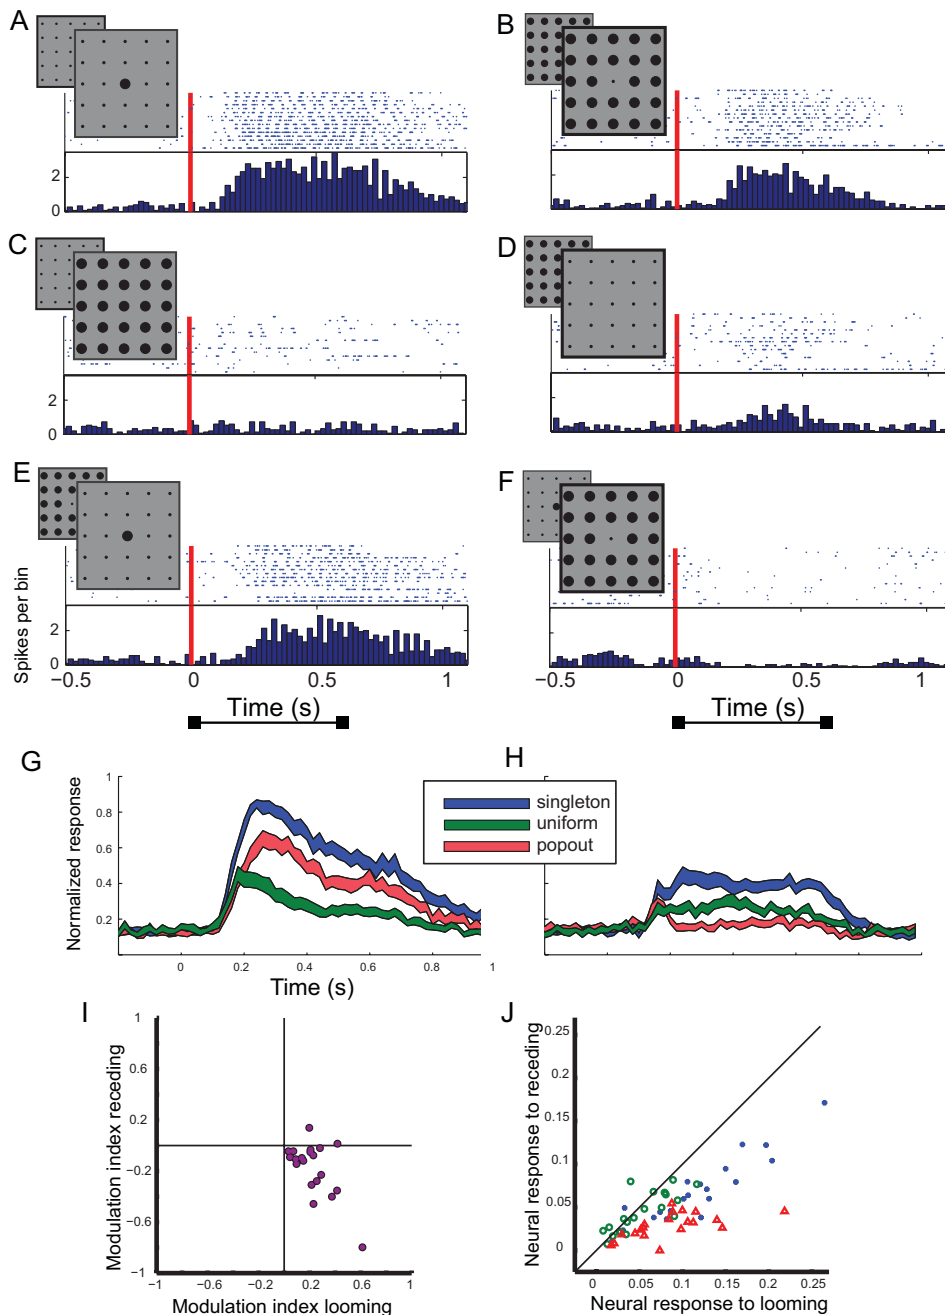 A
B
2
0
C
D
2
0
E
F
Spikes per bin
2
0
−0.5 0 0.5 1
−0.5 0 0.5 1
Time (s)
Time (s)
G
H
singleton
uniform
popout
Normalized response
1
0.8
0.6
0.4
0.2
0 0.2 0.4 0.6 0.8 1
Time (s)
I
J
Modulation index receding
1
0.6
0.2
−0.2
−0.6
−1
−1 −0.6 −0.2 0.2 0.6 1
Modulation index looming
Neural response to receding
0.25
0.2
0.15
0.1
0.05
0
0 0.05 0.1 0.15 0.2 0.25
Neural response to looming